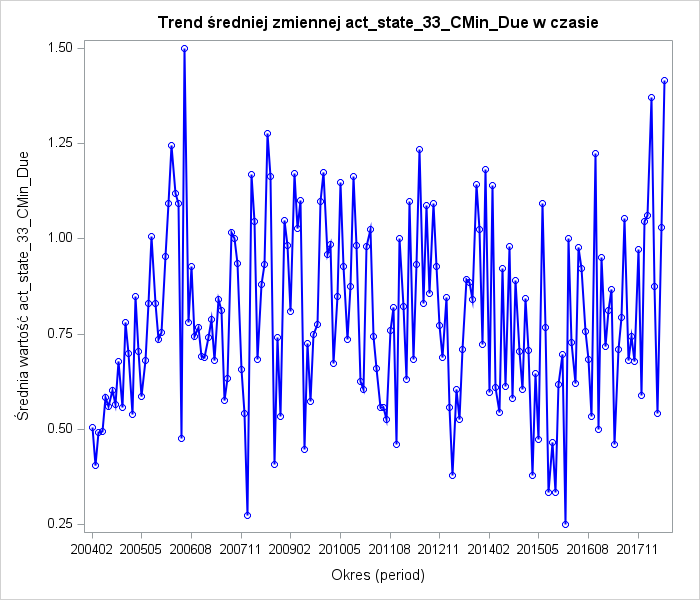 Trend średniej zmiennej act_state_33_CMin_Due w czasie
Średnia wartość act_state_33_CMin_Due
1.50
1.25
1.00
0.75
0.50
0.25
200402 200505 200608 200711 200902 201005 201108 201211 201402 201505 201608 201711
Okres (period)